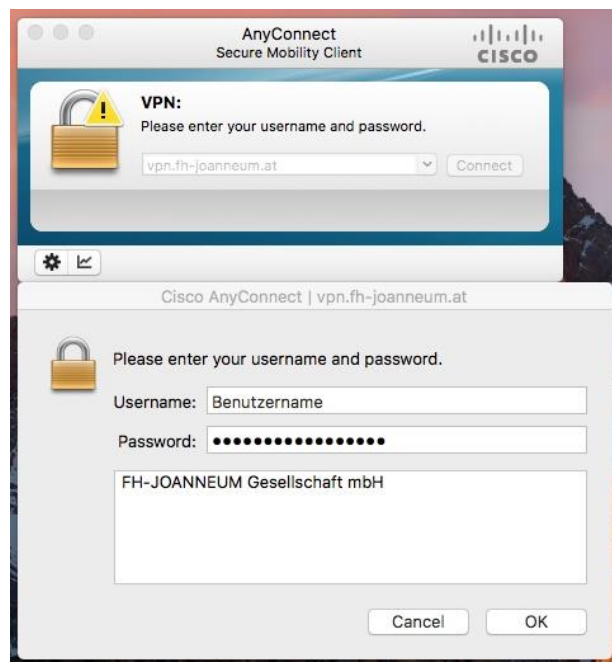 AnyConnect
Secure Mobility Client
CISCO
VPN:
Please enter your username and password.
vpn.fh-joanneum.at
Connect
Cisco AnyConnect | vpn.fh-joanneum.at
Please enter your username and password.
Username: Benutzername
Password: •••••••••••••••••
FH-JOANNEUM Gesellschaft mbH
Cancel OK